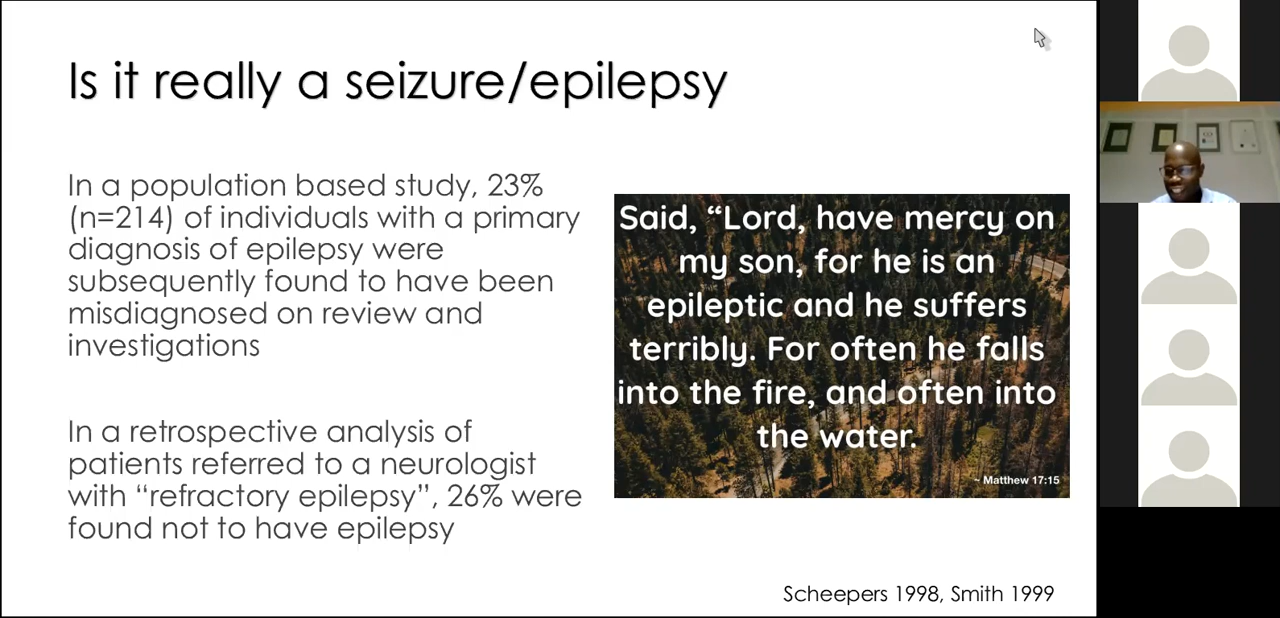 Is it really a seizure/epilepsy
In a population based study, 23%
(n=214) of individuals with a primary
diagnosis of epilepsy were
subsequently found to have been
misdiagnosed on review and
investigations
In a retrospective analysis of
patients referred to a neurologist
with “refractory epilepsy”, 26% were
found not to have epilepsy
Said, “Lord, have mercy on
my son, for he is an
epileptic and he suffers
terribly. For often he falls
into the fire, and often into
the water.
~ Matthew 17:15
Scheepers 1998, Smith 1999